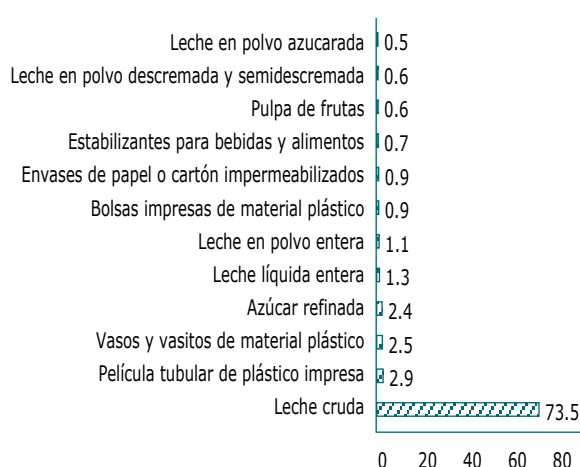 Leche en polvo azucarada 0.5
Leche en polvo descremada y semidescremada 0.6
Pulpa de frutas 0.6
Estabilizantes para bebidas y alimentos 0.7
Envases de papel o cartón impermeabilizados 0.9
Bolsas impresas de material plástico 0.9
Leche en polvo entera 1.1
Leche líquida entera 1.3
Azúcar refinada 2.4
Vasos y vasitos de material plástico 2.5
Película tubular de plástico impresa 2.9
Leche cruda 73.5
0 20 40 60 80